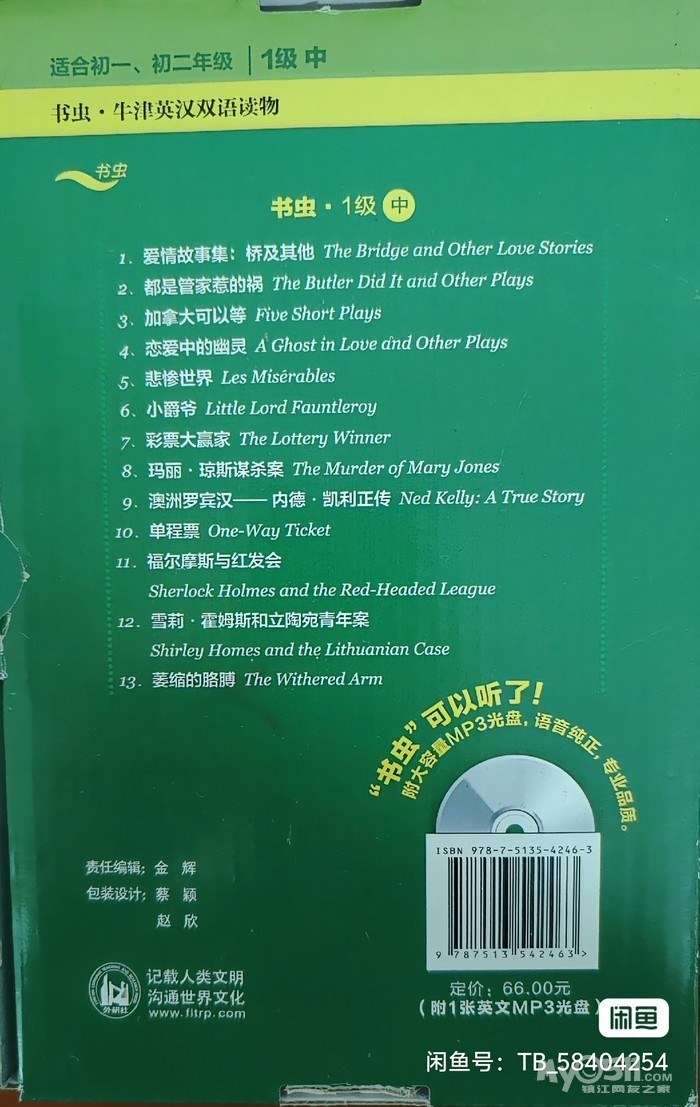 适合初一、初二年级 | 1级 中
书虫·牛津英汉双语读物
书虫
书虫·1级 中
1. 爱情故事集：桥及其他 The Bridge and Other Love Stories
2. 都是管家惹的祸 The Butler Did It and Other Plays
3. 加拿大可以等 Five Short Plays
4. 恋爱中的幽灵 A Ghost in Love and Other Plays
5. 悲惨世界 Les Misérables
6. 小爵爷 Little Lord Fauntleroy
7. 彩票大赢家 The Lottery Winner
8. 玛丽·琼斯谋杀案 The Murder of Mary Jones
9. 澳洲罗宾汉——内德·凯利正传 Ned Kelly: A True Story
10. 单程票 One-Way Ticket
11. 福尔摩斯与红发会
Sherlock Holmes and the Red-Headed League
12. 雪莉·霍姆斯和立陶宛青年案
Shirley Homes and the Lithuanian Case
13. 萎缩的胳膊 The Withered Arm
“书虫”可以听了！
附大容量MP3光盘，语音纯正，专业品质。
ISBN 978-7-5135-4246-3
9 787513 542463 >
责任编辑：金 辉
包装设计：蔡 颖
赵 欣
外研社
记载人类文明
沟通世界文化
www.fltrp.com
定价：66.00元
（附1张英文MP3光盘）
闲鱼
闲鱼号：TB_58404254
My0511.COM
镇江网友之家